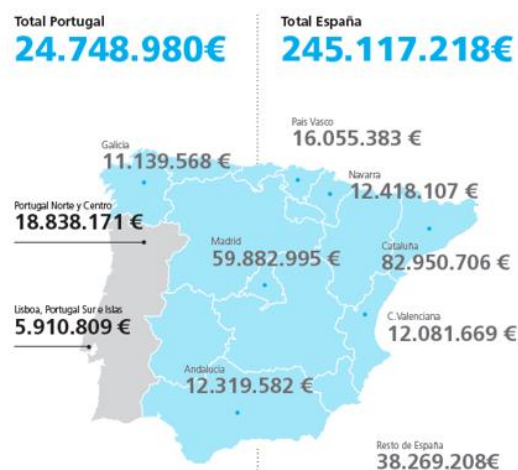 Total Portugal
24.748.980€
Total España
245.117.218€
País Vasco
16.055.383 €
Galicia
11.139.568 €
Navarra
12.418.107 €
Portugal Norte y Centro
18.838.171 €
Madrid
59.882.995 €
Cataluña
82.950.706 €
Lisboa, Portugal Sur e Islas
5.910.809 €
C.Valenciana
12.081.669 €
Andalucía
12.319.582 €
Resto de España
38.269.208€